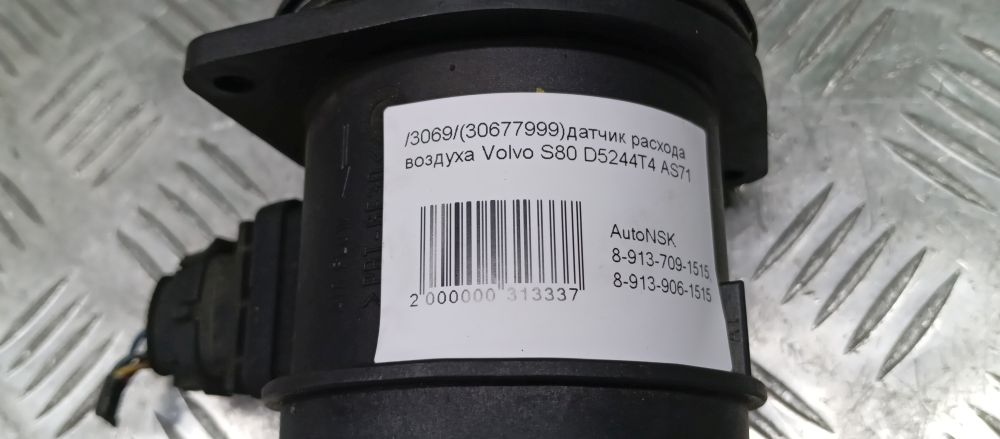 /3069/(30677999)датчик расхода
воздуха Volvo S80 D5244T4 AS71
AutoNSK
8-913-709-1515
8-913-906-1515
2 000000 313337